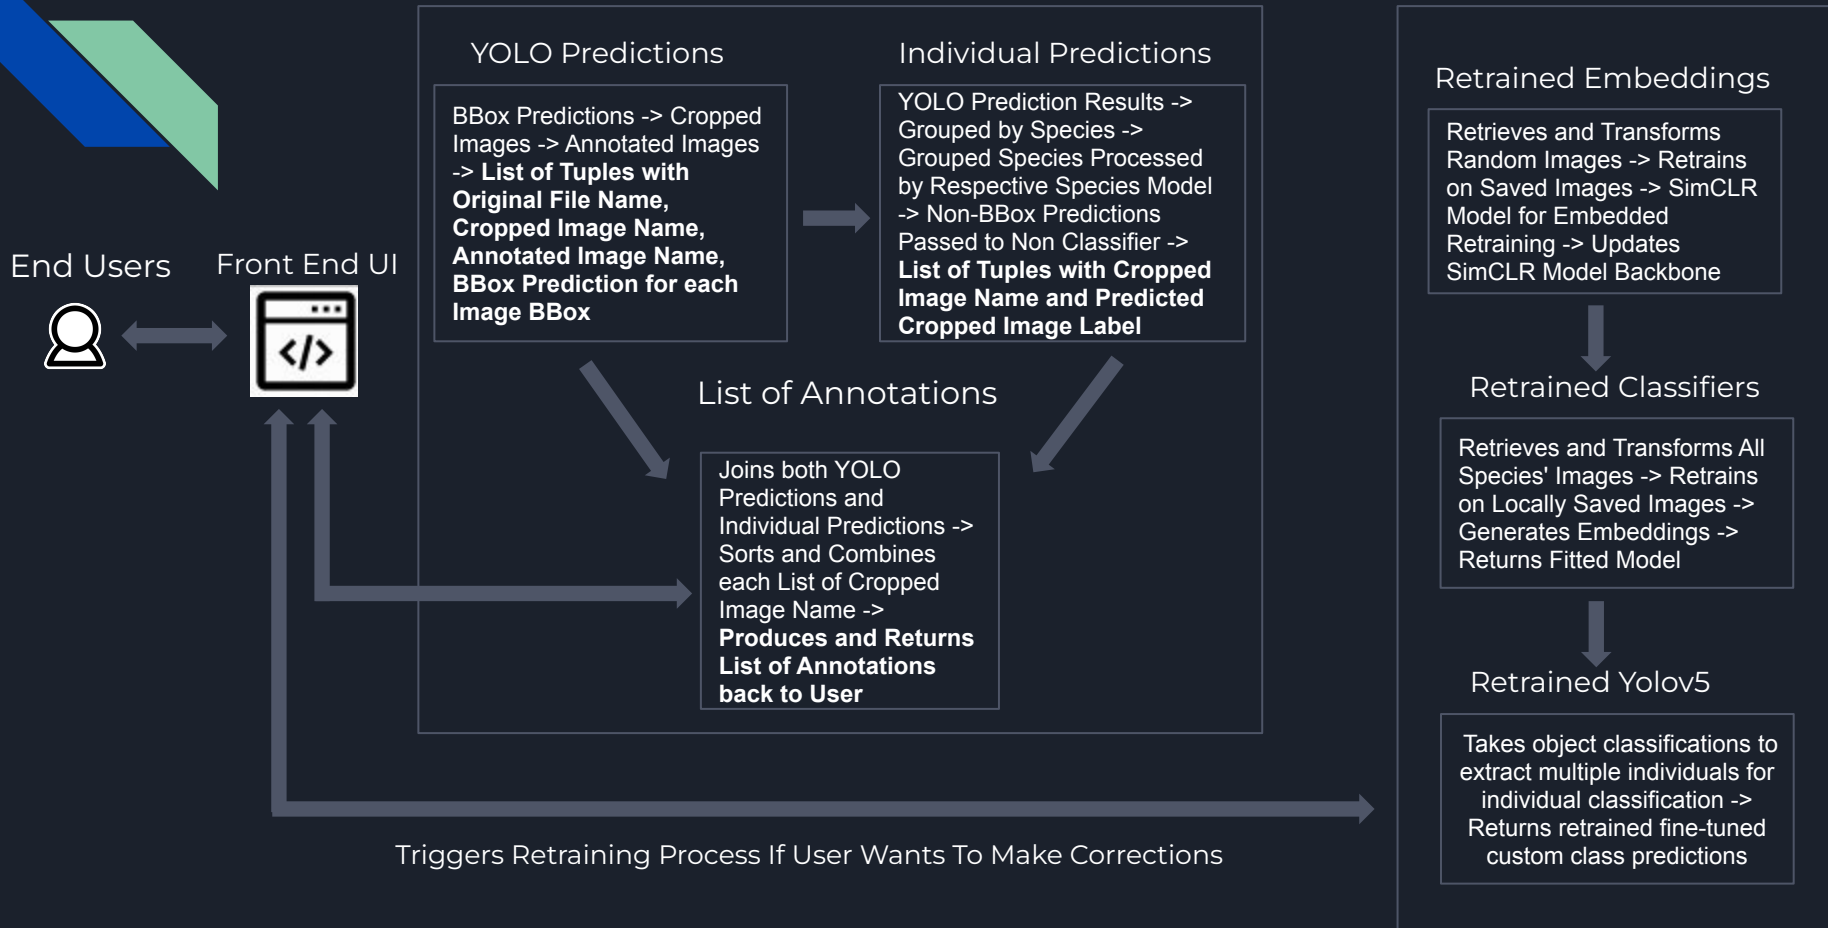 End Users
Front End UI
</>
YOLO Predictions
BBox Predictions -> Cropped
Images -> Annotated Images
-> List of Tuples with
Original File Name,
Cropped Image Name,
Annotated Image Name,
BBox Prediction for each
Image BBox
Individual Predictions
YOLO Prediction Results ->
Grouped by Species ->
Grouped Species Processed
by Respective Species Model
-> Non-BBox Predictions
Passed to Non Classifier ->
List of Tuples with Cropped
Image Name and Predicted
Cropped Image Label
List of Annotations
Joins both YOLO
Predictions and
Individual Predictions ->
Sorts and Combines
each List of Cropped
Image Name ->
Produces and Returns
List of Annotations
back to User
Triggers Retraining Process If User Wants To Make Corrections
Retrained Embeddings
Retrieves and Transforms
Random Images -> Retrains
on Saved Images -> SimCLR
Model for Embedded
Retraining -> Updates
SimCLR Model Backbone
Retrained Classifiers
Retrieves and Transforms All
Species' Images -> Retrains
on Locally Saved Images ->
Generates Embeddings ->
Returns Fitted Model
Retrained Yolov5
Takes object classifications to
extract multiple individuals for
individual classification ->
Returns retrained fine-tuned
custom class predictions